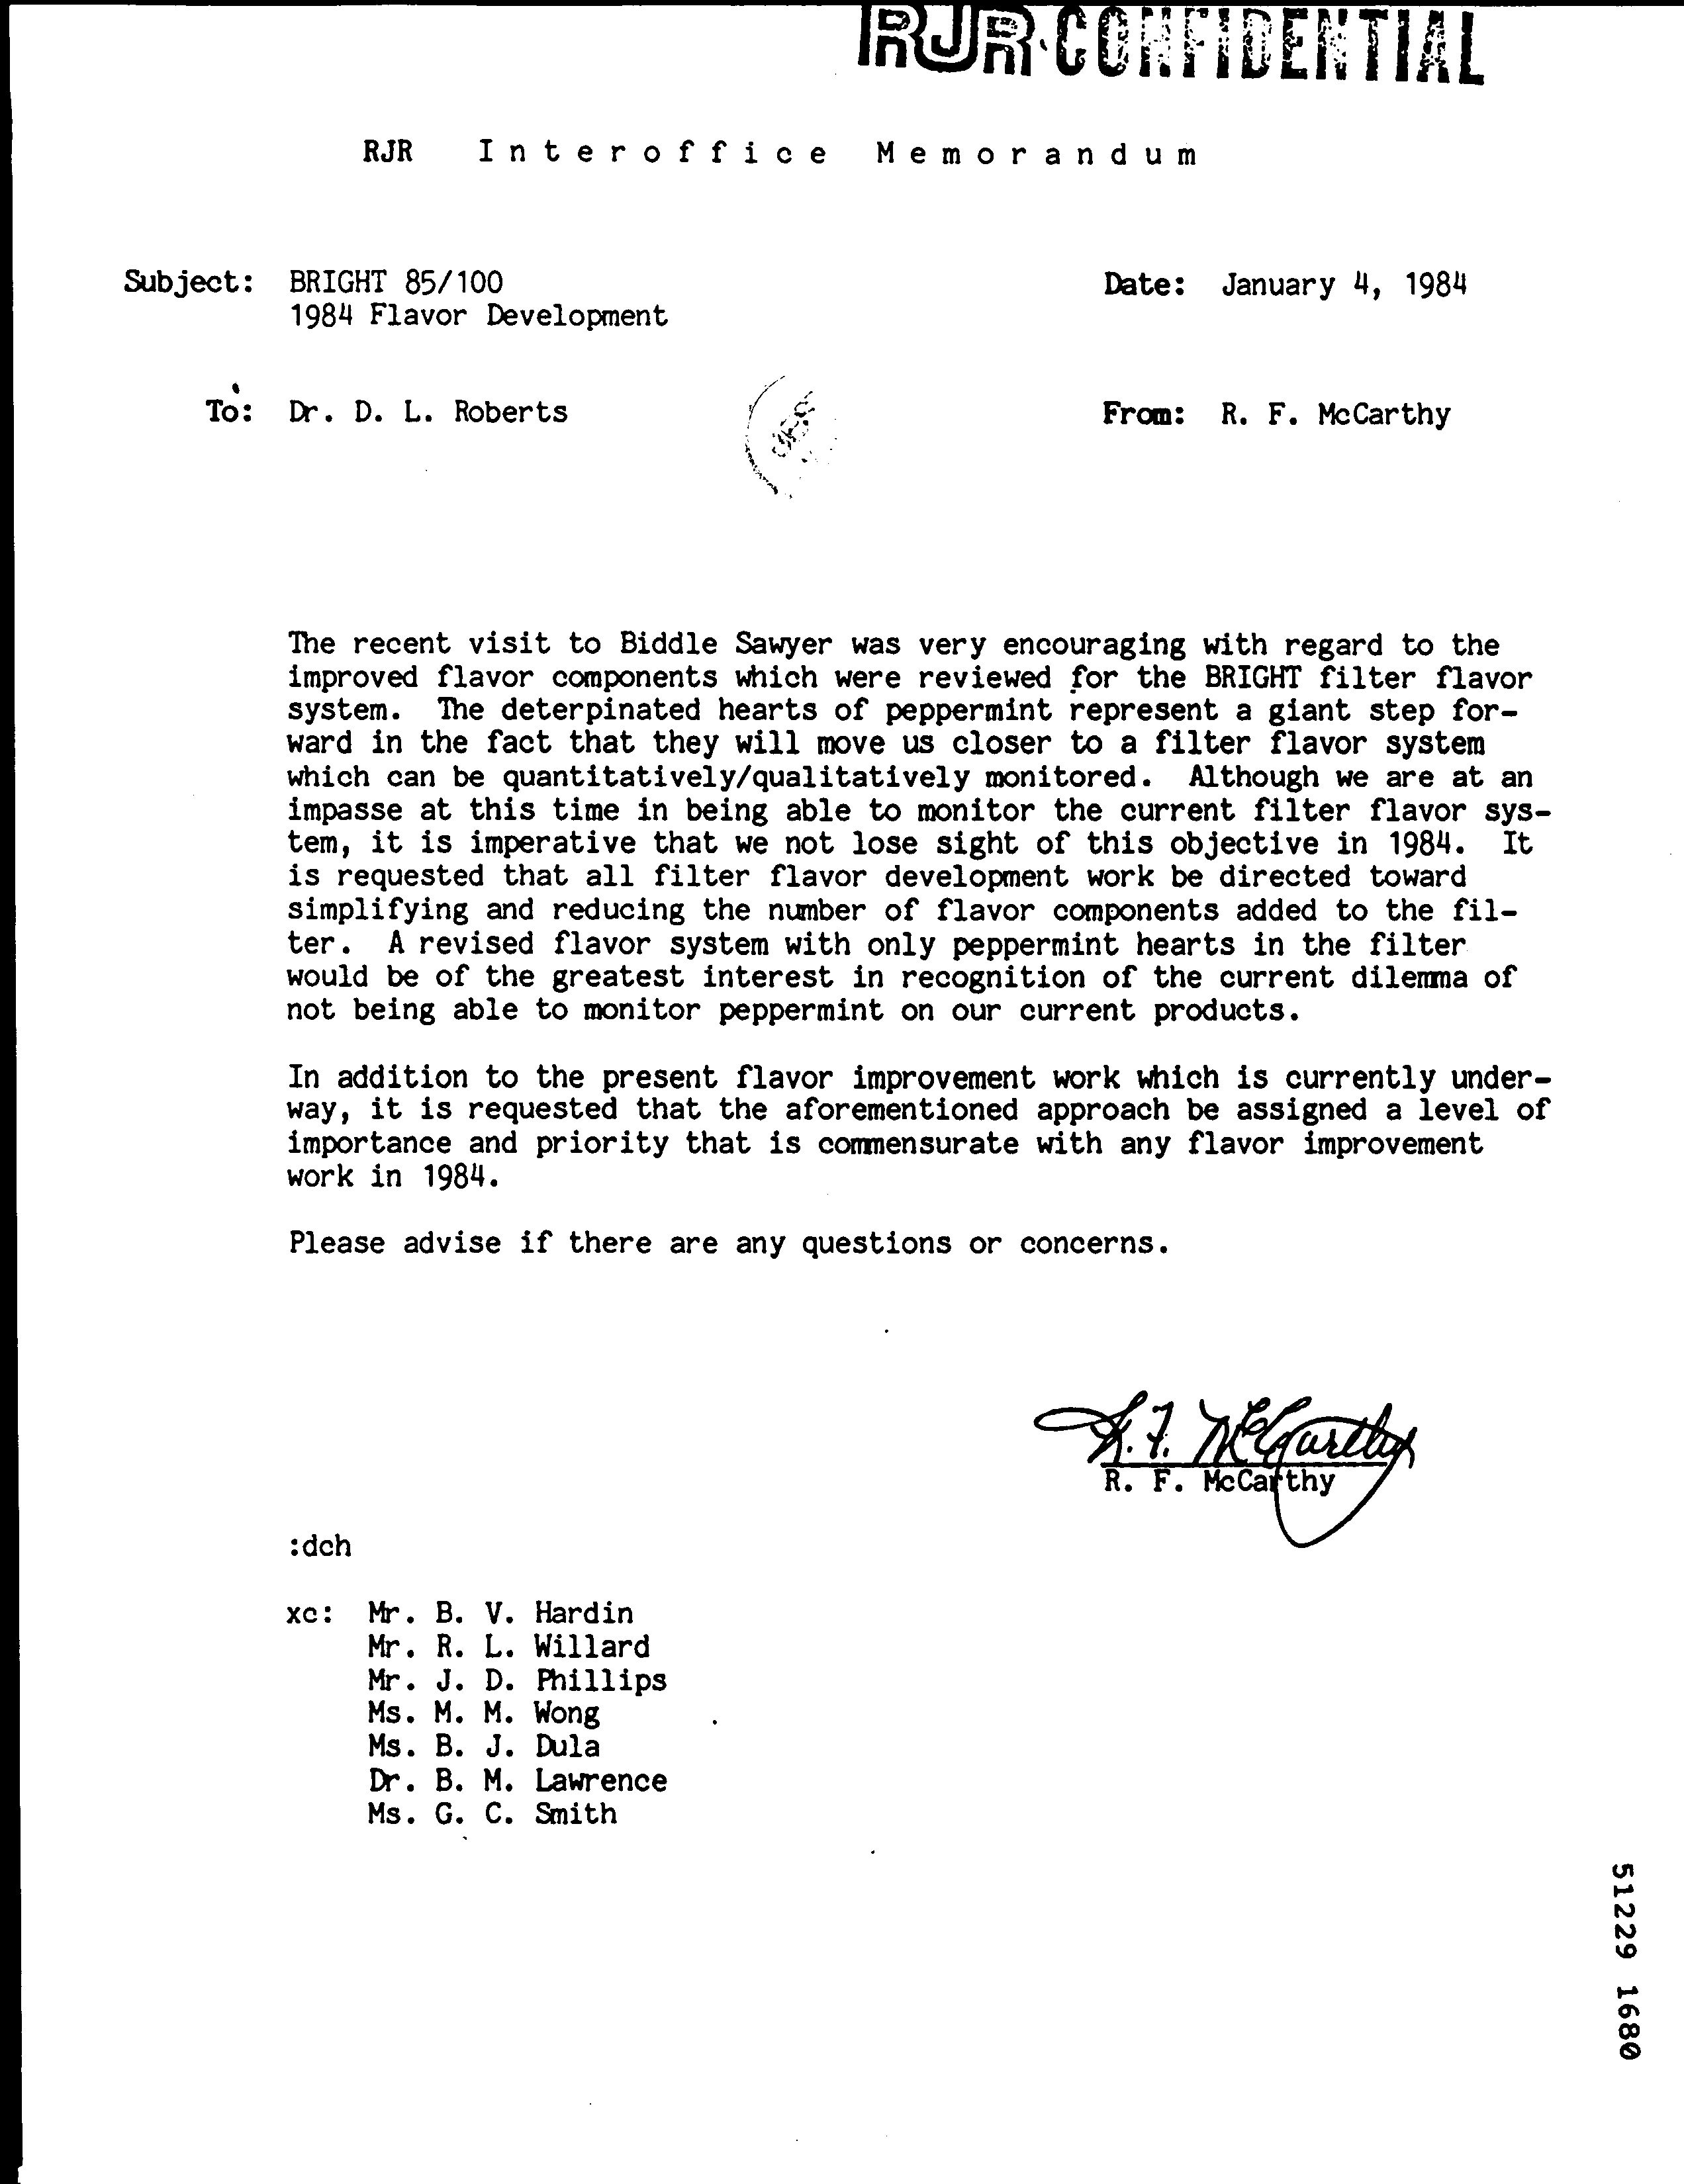 RJR CONFIDENTIAL
RJR Interoffice Memorandum
Subject: BRIGHT 85/100
1984 Flavor Development
Date: January 4, 1984
To: Dr. D. L. Roberts
From: R. F. McCarthy
The recent visit to Biddle Sawyer was very encouraging with regard to the
improved flavor components which were reviewed for the BRIGHT filter flavor
system. The deterpinated hearts of peppermint represent a giant step for-
ward in the fact that they will move us closer to a filter flavor system
which can be quantitatively/qualitatively monitored. Although we are at an
impasse at this time in being able to monitor the current filter flavor sys-
tem, it is imperative that we not lose sight of this objective in 1984. It
is requested that all filter flavor development work be directed toward
simplifying and reducing the number of flavor components added to the fil-
ter. A revised flavor system with only peppermint hearts in the filter
would be of the greatest interest in recognition of the current dilemma of
not being able to monitor peppermint on our current products.
In addition to the present flavor improvement work which is currently under-
way, it is requested that the aforementioned approach be assigned a level of
importance and priority that is commensurate with any flavor improvement
work in 1984.
Please advise if there are any questions or concerns.
R. F. McCarthy
R. F. McCarthy
:dch
xc: Mr. B. V. Hardin
Mr. R. L. Willard
Mr. J. D. Phillips
Ms. M. M. Wong
Ms. B. J. Dula
Dr. B. M. Lawrence
Ms. G. C. Smith
51229 1680